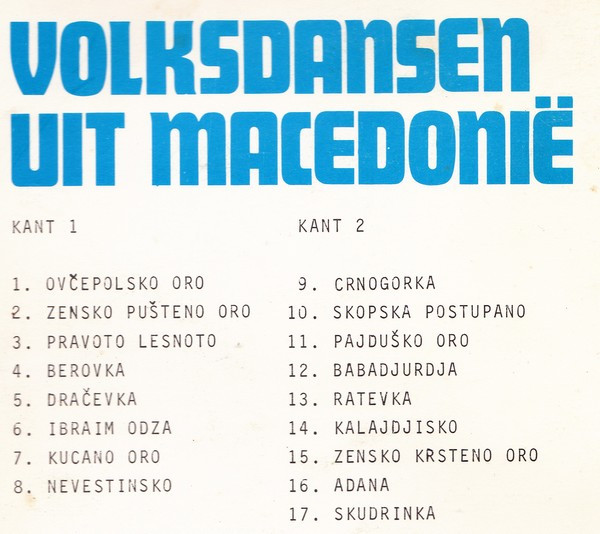 VOLKSDANSEN
UIT MACEDONIË
KANT 1
1. OVČEPOLSKO ORO
2. ZENSKO PUŠTENO ORO
3. PRAVOTO LESNOTO
4. BEROVKA
5. DRAČEVKA
6. IBRAIM ODZA
7. KUCANO ORO
8. NEVESTINSKO
KANT 2
9. CRNOGORKA
10. SKOPSKA POSTUPANO
11. PAJDUŠKO ORO
12. BABADJURDJA
13. RATEVKA
14. KALAJDJISKO
15. ZENSKO KRSTENO ORO
16. ADANA
17. SKUDRINKA